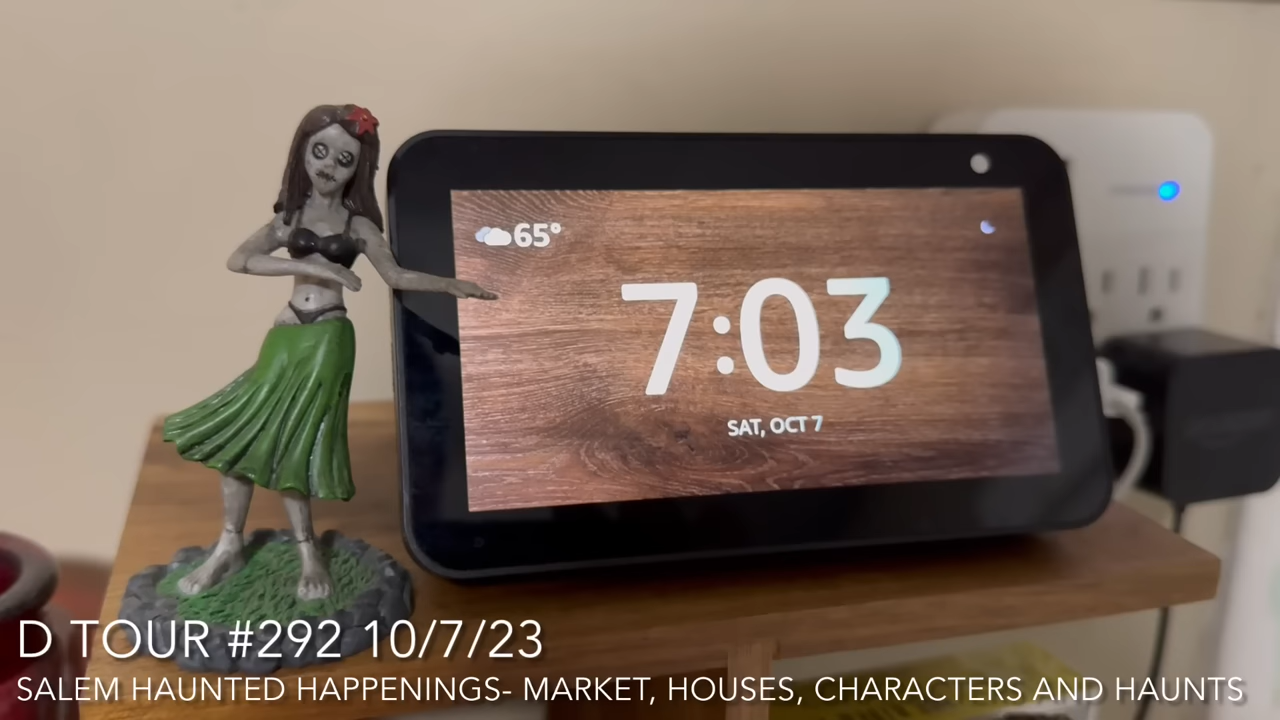 65°
7:03
SAT, OCT 7
D TOUR #292 10/7/23
SALEM HAUNTED HAPPENINGS- MARKET, HOUSES, CHARACTERS AND HAUNTS